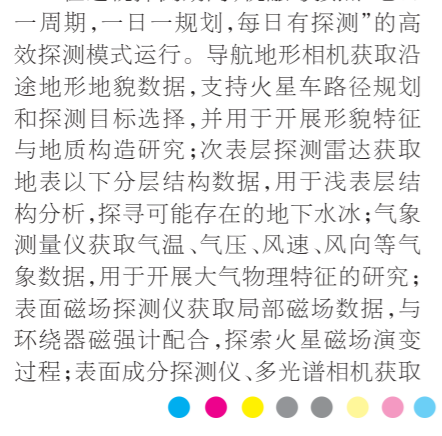 一周期,一日一规划,每日有探测”的高
效探测模式运行。导航地形相机获取沿
途地形地貌数据,支持火星车路径规划
和探测目标选择,并用于开展形貌特征
与地质构造研究;次表层探测雷达获取
地表以下分层结构数据,用于浅表层结
构分析,探寻可能存在的地下水冰;气象
测量仪获取气温、气压、风速、风向等气
象数据,用于开展大气物理特征的研究;
表面磁场探测仪获取局部磁场数据,与
环绕器磁强计配合,探索火星磁场演变
过程;表面成分探测仪、多光谱相机获取